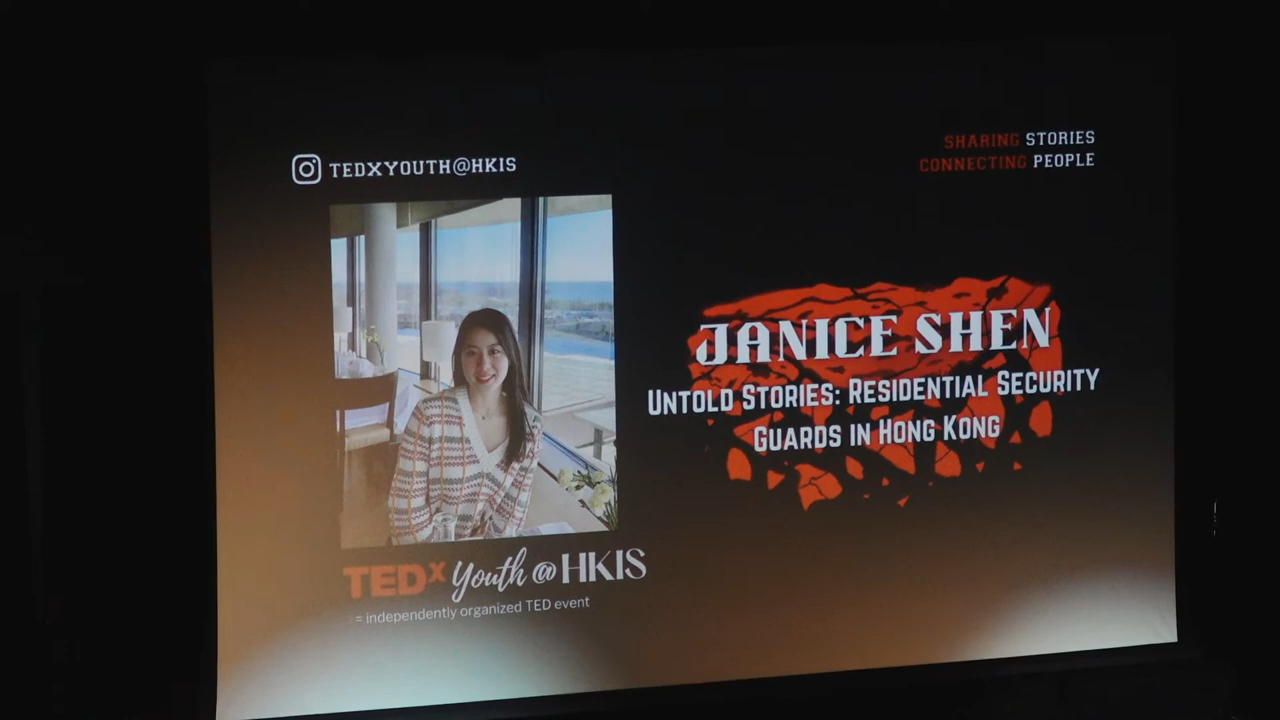 TEDXYOUTH@HKIS
SHARING STORIES
CONNECTING PEOPLE
JANICE SHEN
UNTOLD STORIES: RESIDENTIAL SECURITY
GUARDS IN HONG KONG
TEDx Youth @ HKIS
= independently organized TED event